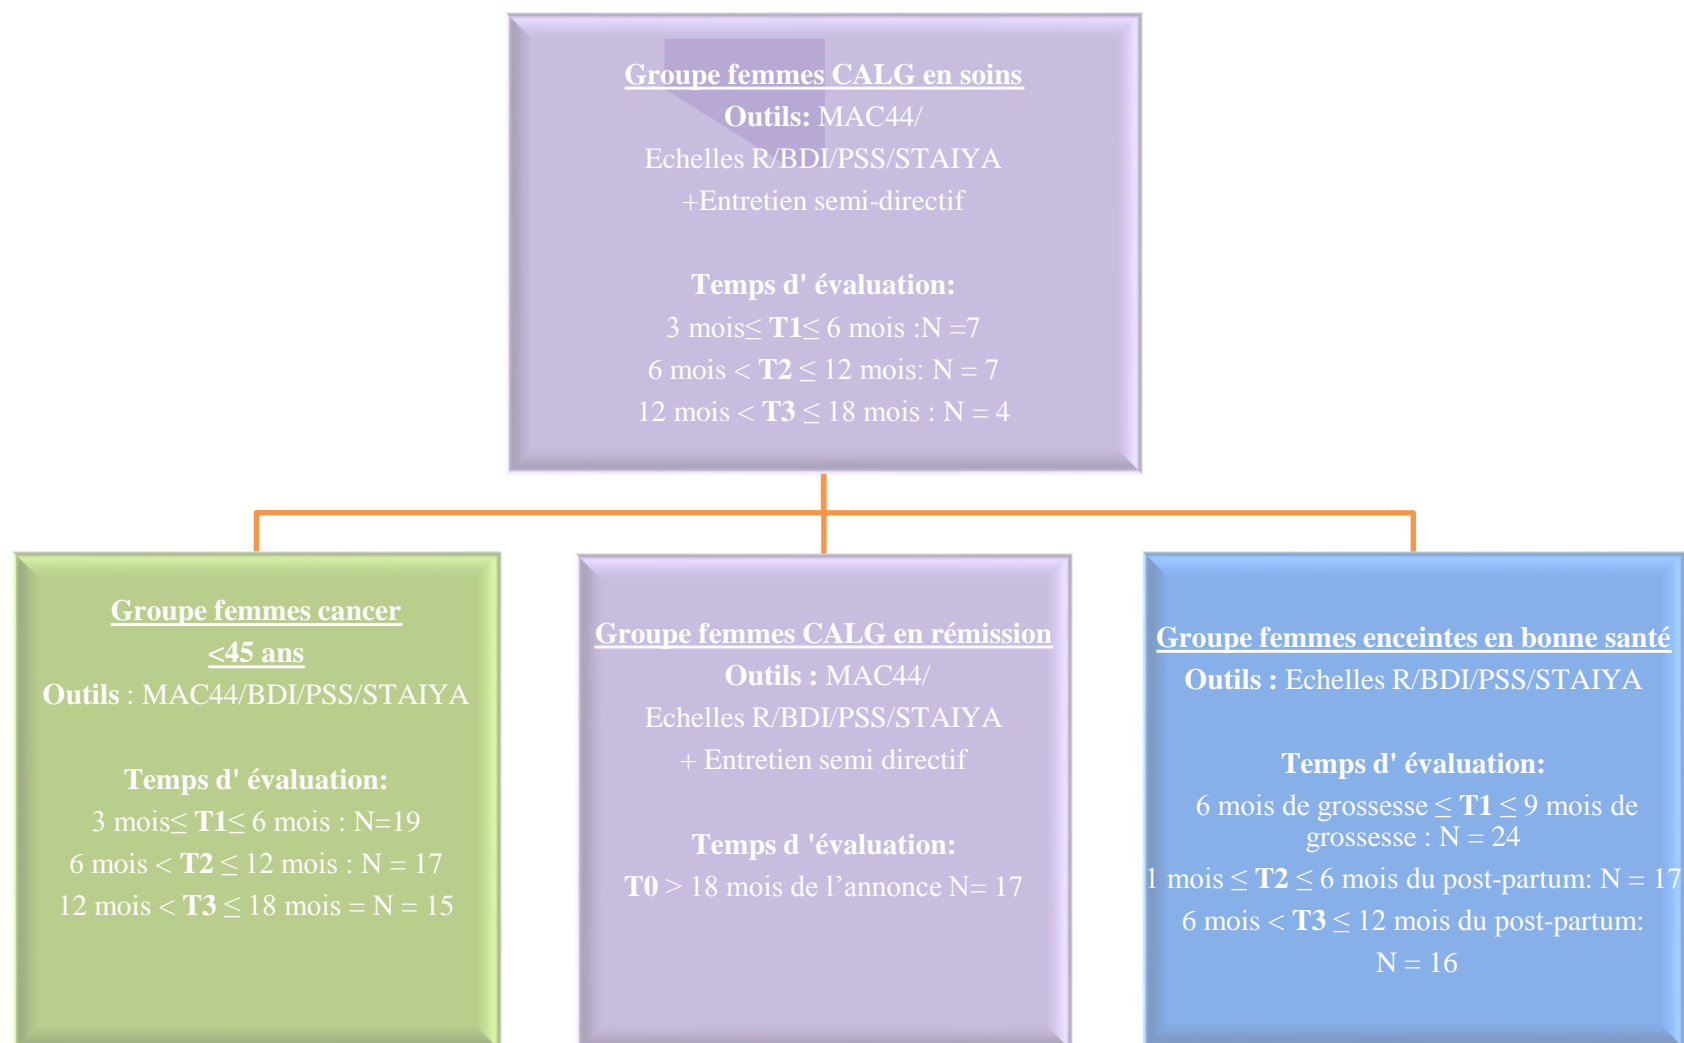 Groupe femmes CALG en soins
Outils: MAC44/
Echelles R/BDI/PSS/STAIYA
+Entretien semi-directif
Temps d' évaluation:
3 mois≤ T1≤ 6 mois :N =7
6 mois < T2 ≤ 12 mois: N = 7
12 mois < T3 ≤ 18 mois : N = 4
Groupe femmes cancer
<45 ans
Outils : MAC44/BDI/PSS/STAIYA
Temps d' évaluation:
3 mois≤ T1≤ 6 mois : N=19
6 mois < T2 ≤ 12 mois : N = 17
12 mois < T3 ≤ 18 mois = N = 15
Groupe femmes CALG en rémission
Outils : MAC44/
Echelles R/BDI/PSS/STAIYA
+ Entretien semi directif
Temps d 'évaluation:
T0 > 18 mois de l’annonce N= 17
Groupe femmes enceintes en bonne santé
Outils : Echelles R/BDI/PSS/STAIYA
Temps d' évaluation:
6 mois de grossesse ≤ T1 ≤ 9 mois de
grossesse : N = 24
1 mois ≤ T2 ≤ 6 mois du post-partum: N = 17
6 mois < T3 ≤ 12 mois du post-partum:
N = 16